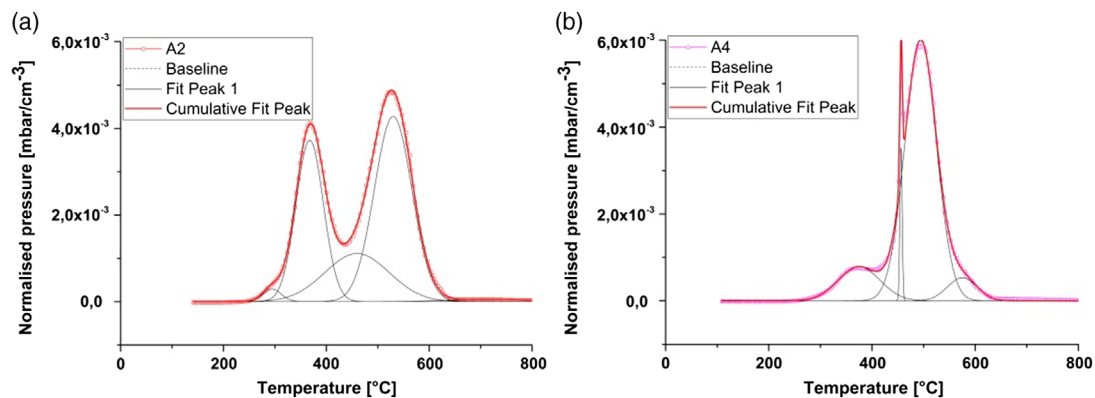 (a)
6,0x10⁻³
4,0x10⁻³
2,0x10⁻³
0,0
Normalised pressure [mbar/cm⁻³]
A2
Baseline
Fit Peak 1
Cumulative Fit Peak
0 200 400 600 800
Temperature [°C]
(b)
6,0x10⁻³
4,0x10⁻³
2,0x10⁻³
0,0
Normalised pressure [mbar/cm⁻³]
A4
Baseline
Fit Peak 1
Cumulative Fit Peak
0 200 400 600 800
Temperature [°C]